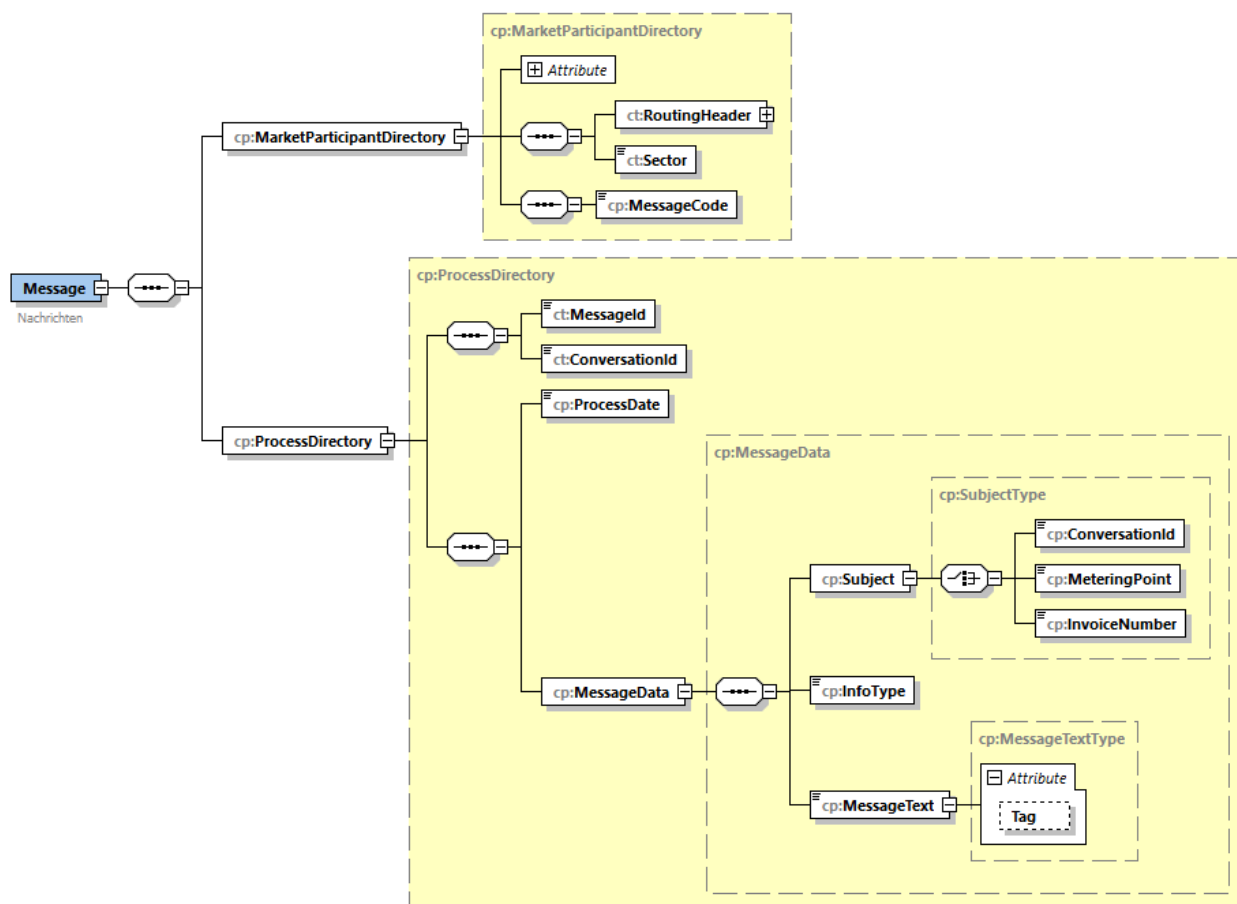 cp:MarketParticipantDirectory
Attribute
ct:RoutingHeader
cp:MarketParticipantDirectory
ct:Sector
cp:MessageCode
cp:ProcessDirectory
Message
Nachrichten
ct:MessageId
ct:ConversationId
cp:ProcessDate
cp:ProcessDirectory
cp:MessageData
cp:SubjectType
cp:ConversationId
cp:Subject
cp:MeteringPoint
cp:InvoiceNumber
cp:MessageData
cp:InfoType
cp:MessageTextType
Attribute
cp:MessageText
Tag